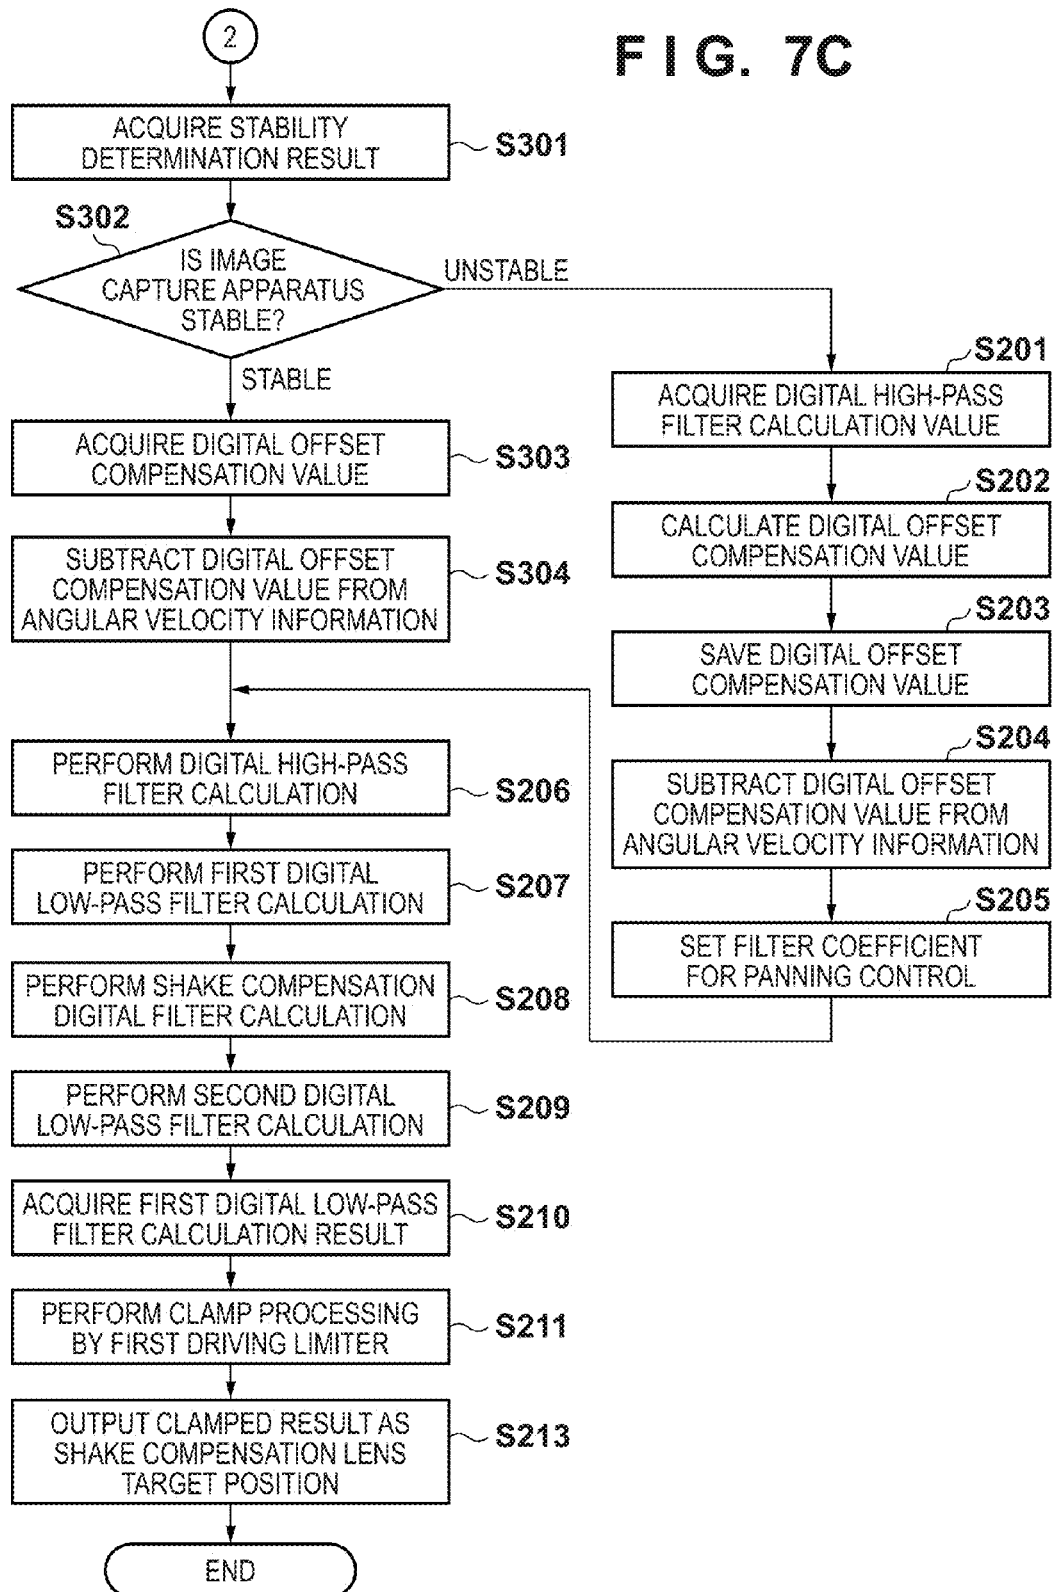 FIG. 7C
2
ACQUIRE STABILITY
DETERMINATION RESULT
S301
S302
IS IMAGE
CAPTURE APPARATUS
STABLE?
UNSTABLE
STABLE
ACQUIRE DIGITAL OFFSET
COMPENSATION VALUE
S303
SUBTRACT DIGITAL OFFSET
COMPENSATION VALUE FROM
ANGULAR VELOCITY INFORMATION
S304
S201
ACQUIRE DIGITAL HIGH-PASS
FILTER CALCULATION VALUE
S202
CALCULATE DIGITAL OFFSET
COMPENSATION VALUE
S203
SAVE DIGITAL OFFSET
COMPENSATION VALUE
S204
SUBTRACT DIGITAL OFFSET
COMPENSATION VALUE FROM
ANGULAR VELOCITY INFORMATION
S205
SET FILTER COEFFICIENT
FOR PANNING CONTROL
PERFORM DIGITAL HIGH-PASS
FILTER CALCULATION
S206
PERFORM FIRST DIGITAL
LOW-PASS FILTER CALCULATION
S207
PERFORM SHAKE COMPENSATION
DIGITAL FILTER CALCULATION
S208
PERFORM SECOND DIGITAL
LOW-PASS FILTER CALCULATION
S209
ACQUIRE FIRST DIGITAL LOW-PASS
FILTER CALCULATION RESULT
S210
PERFORM CLAMP PROCESSING
BY FIRST DRIVING LIMITER
S211
OUTPUT CLAMPED RESULT AS
SHAKE COMPENSATION LENS
TARGET POSITION
S213
END